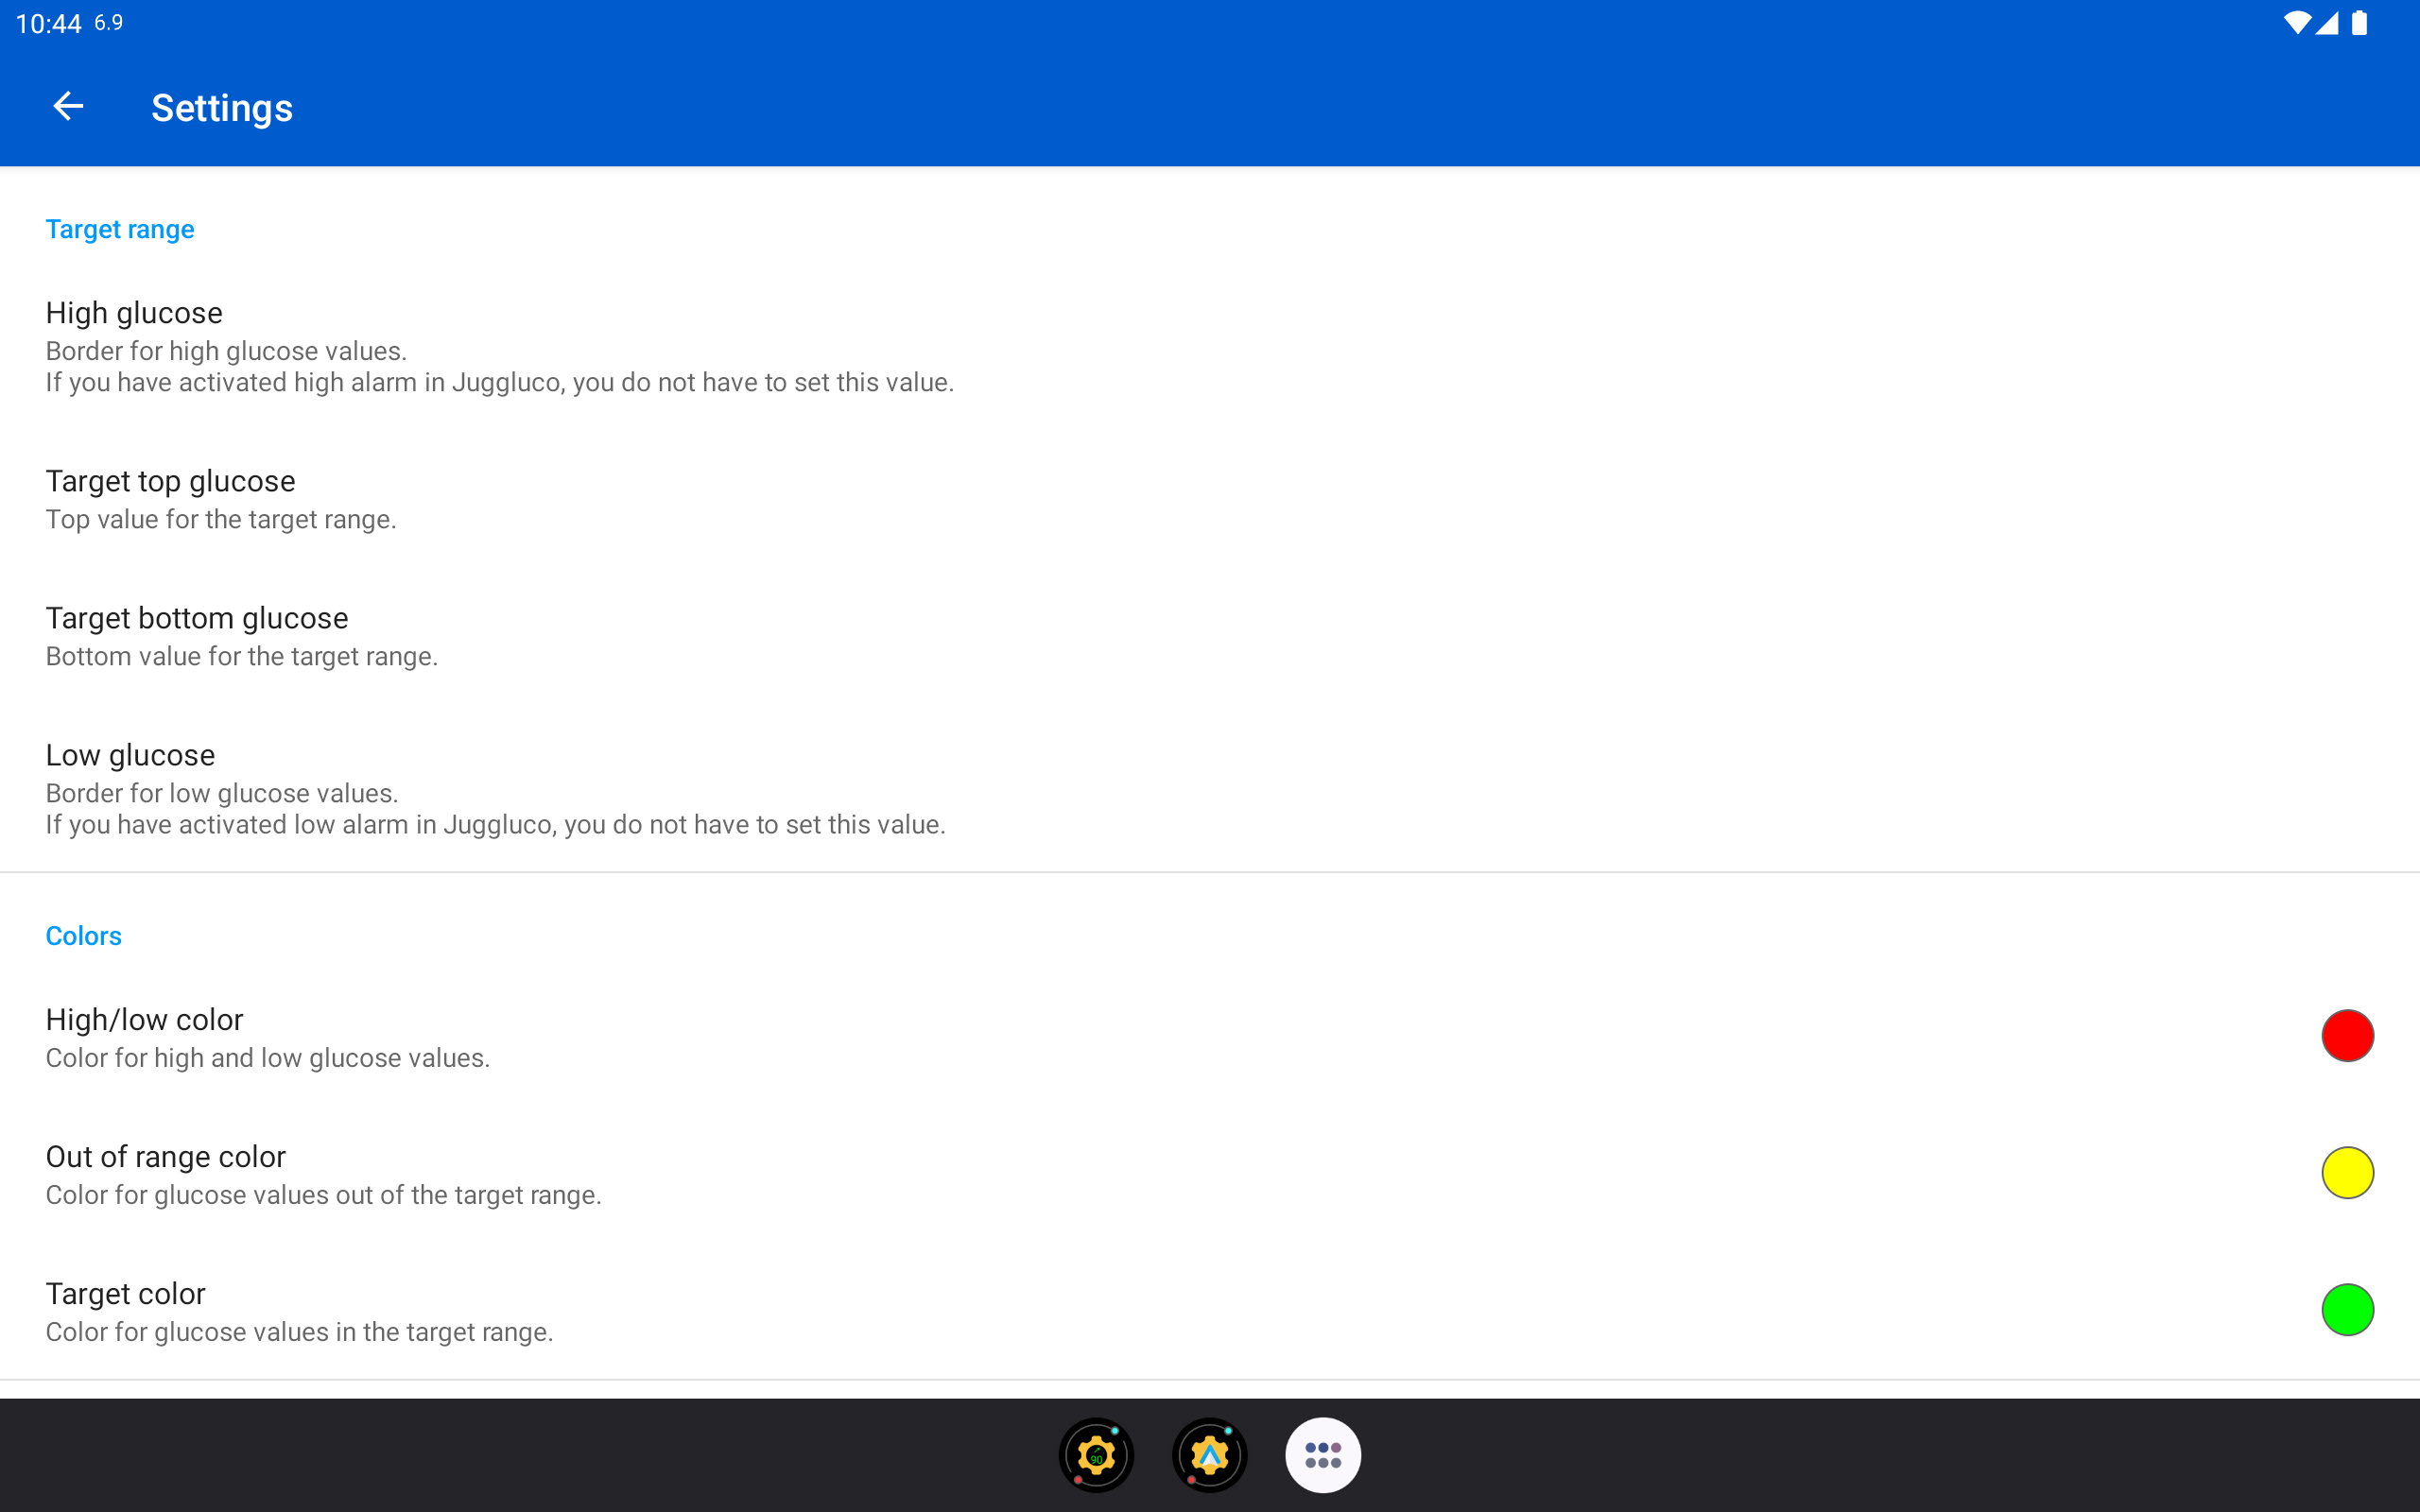 10:44 6.9
Settings
Target range
High glucose
Border for high glucose values.
If you have activated high alarm in Juggluco, you do not have to set this value.
Target top glucose
Top value for the target range.
Target bottom glucose
Bottom value for the target range.
Low glucose
Border for low glucose values.
If you have activated low alarm in Juggluco, you do not have to set this value.
Colors
High/low color
Color for high and low glucose values.
Out of range color
Color for glucose values out of the target range.
Target color
Color for glucose values in the target range.
90